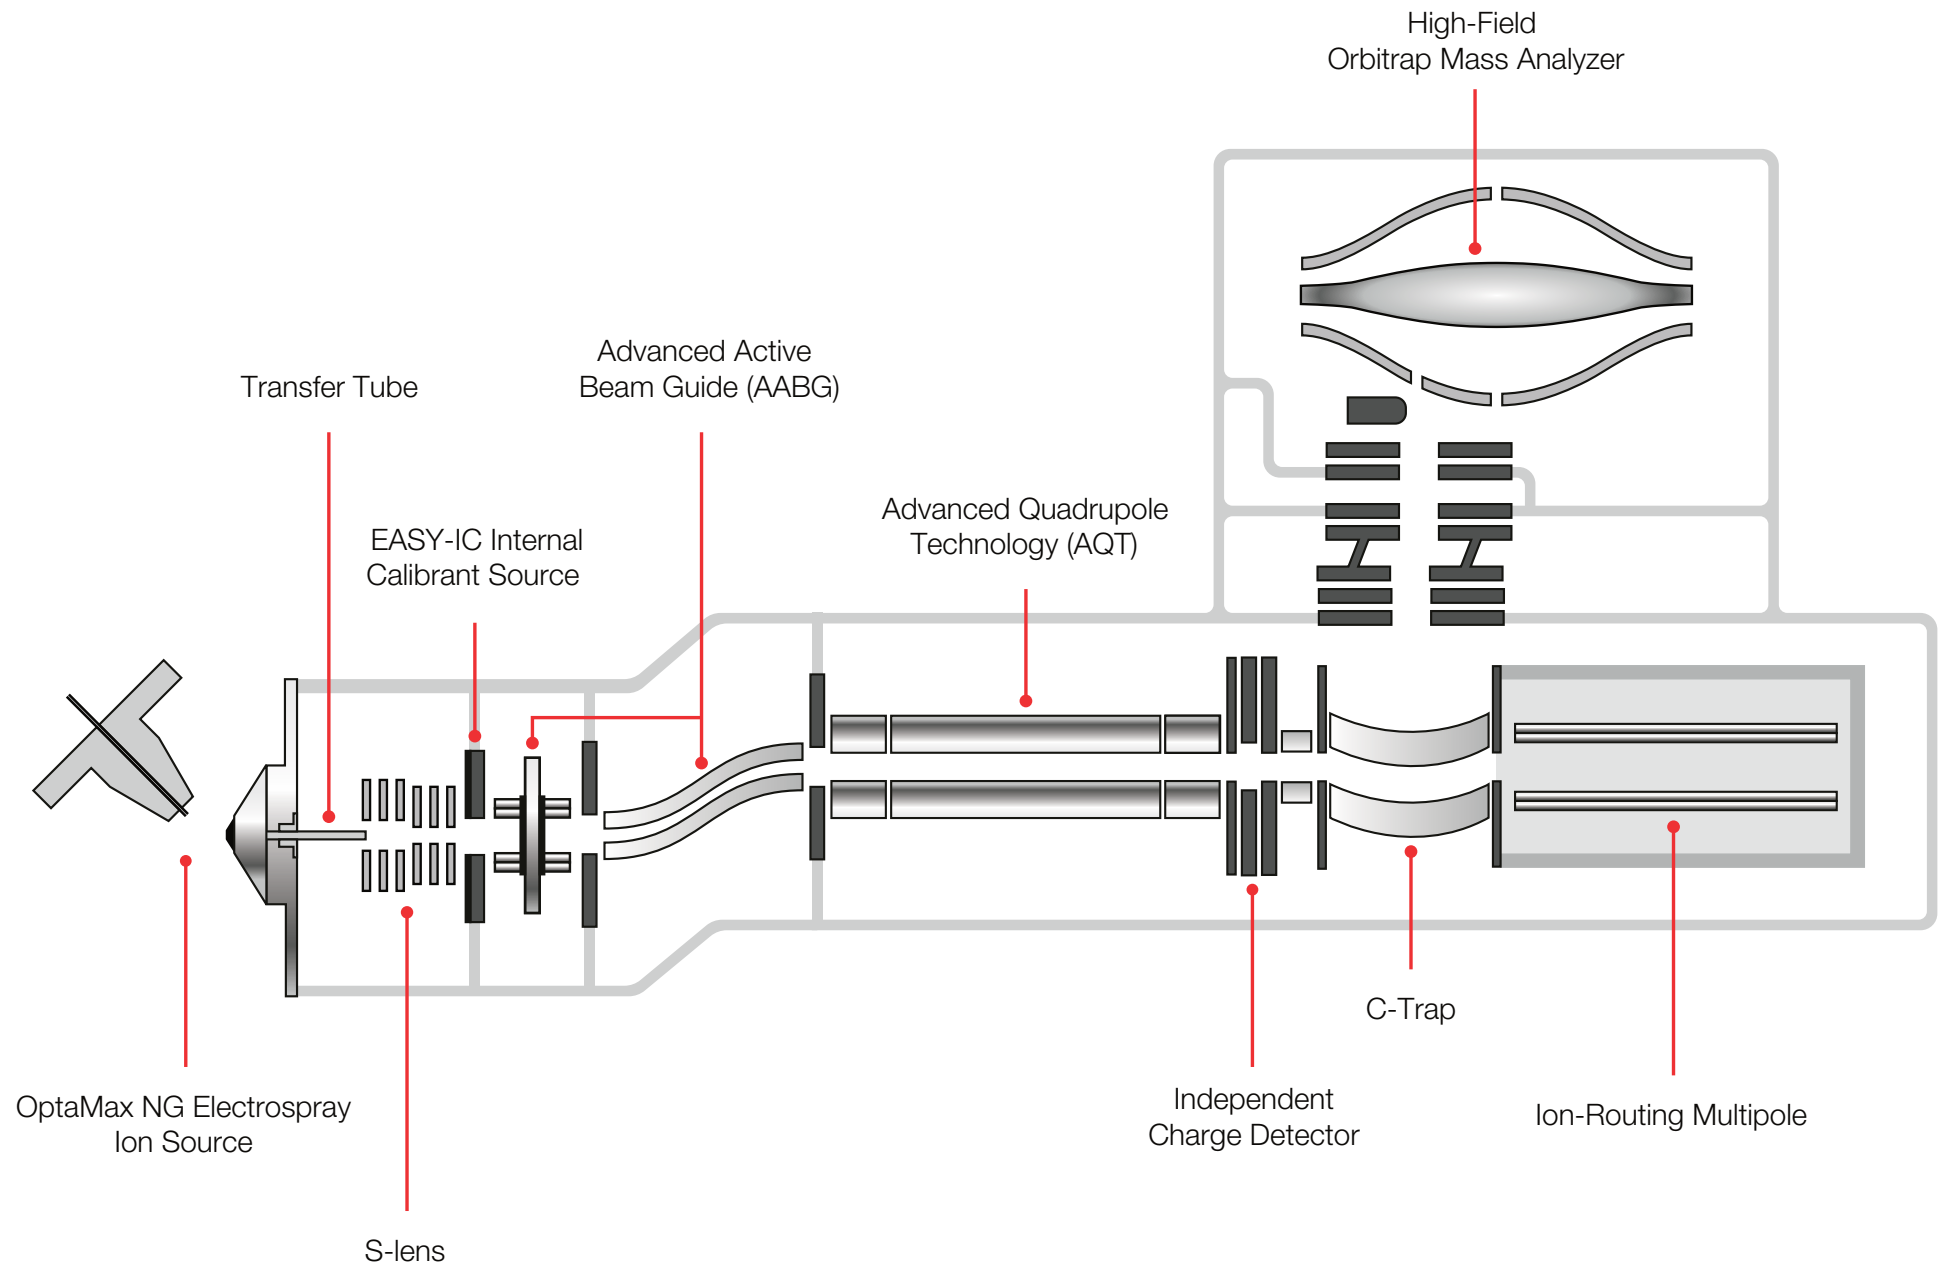 High-Field
Orbitrap Mass Analyzer
Advanced Active
Beam Guide (AABG)
Transfer Tube
Advanced Quadrupole
Technology (AQT)
EASY-IC Internal
Calibrant Source
C-Trap
Independent
Charge Detector
Ion-Routing Multipole
OptaMax NG Electrospray
Ion Source
S-lens